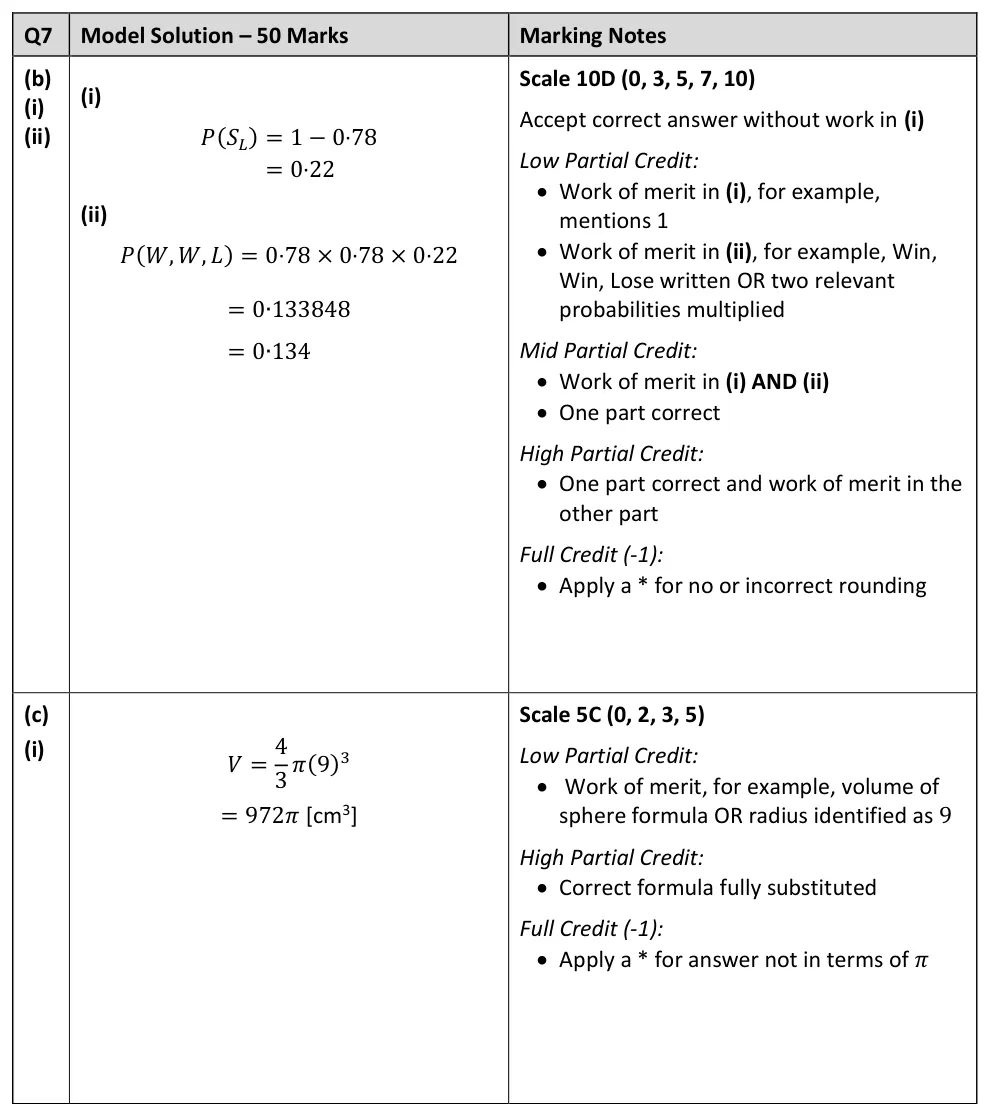 Q7 Model Solution – 50 Marks Marking Notes
(b)
(i)
(ii)
(i)
P(S_L) = 1 − 0·78
= 0·22
(ii)
P(W, W, L) = 0·78 × 0·78 × 0·22
= 0·133848
= 0·134
Scale 10D (0, 3, 5, 7, 10)
Accept correct answer without work in (i)
Low Partial Credit:
• Work of merit in (i), for example,
mentions 1
• Work of merit in (ii), for example, Win,
Win, Lose written OR two relevant
probabilities multiplied
Mid Partial Credit:
• Work of merit in (i) AND (ii)
• One part correct
High Partial Credit:
• One part correct and work of merit in the
other part
Full Credit (-1):
• Apply a * for no or incorrect rounding
(c)
(i)
V = 4/3 π(9)³
= 972π [cm³]
Scale 5C (0, 2, 3, 5)
Low Partial Credit:
• Work of merit, for example, volume of
sphere formula OR radius identified as 9
High Partial Credit:
• Correct formula fully substituted
Full Credit (-1):
• Apply a * for answer not in terms of π